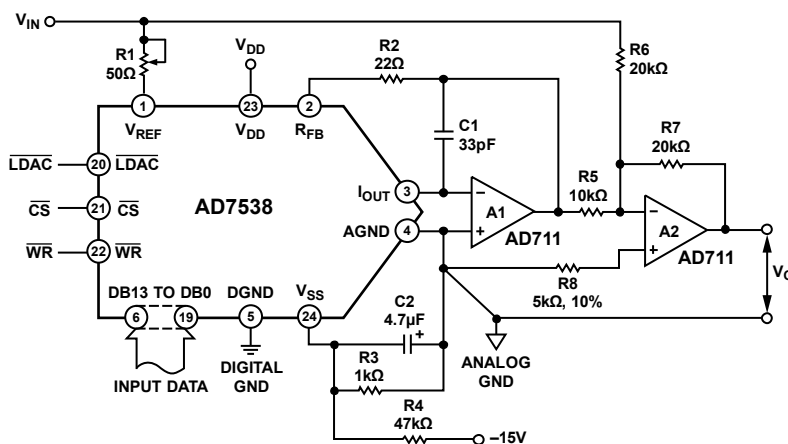 VIN
R1
50Ω
VDD
R2
22Ω
R6
20kΩ
1
VREF
23
VDD
2
RFB
C1
33pF
R7
20kΩ
LDAC
20
LDAC
CS
21
CS
WR
22
WR
AD7538
IOUT
3
AGND
4
A1
AD711
R5
10kΩ
A2
AD711
R8
5kΩ, 10%
DB13 TO DB0
6
19
DGND
5
VSS
24
C2
4.7µF
R3
1kΩ
R4
47kΩ
–15V
INPUT DATA
DIGITAL
GND
ANALOG
GND